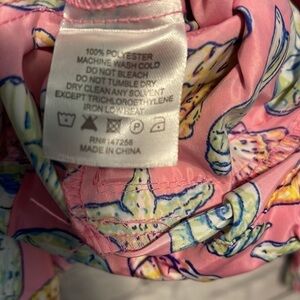 100% POLYESTER
MACHINE WASH COLD
DO NOT BLEACH
DO NOT TUMBLE DRY
DRY CLEAN ANY SOLVENT
EXCEPT TRICHLOROETHYLENE
IRON LOW HEAT
RN#147258
MADE IN CHINA